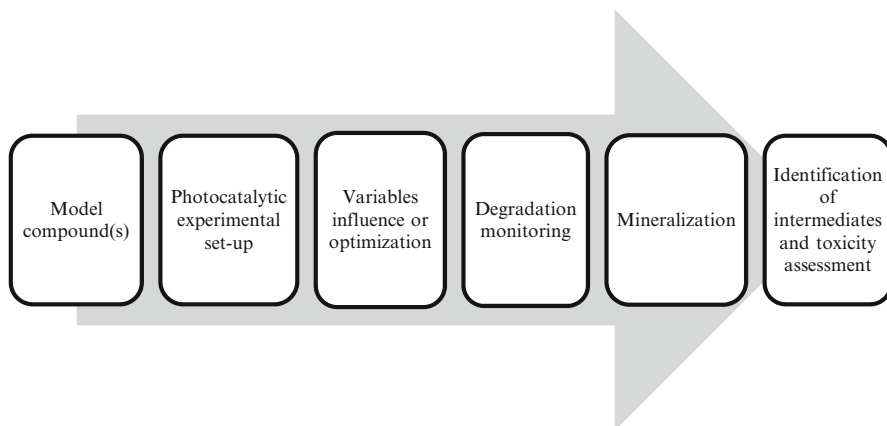 Model
compound(s)
Photocatalytic
experimental
set-up
Variables
influence or
optimization
Degradation
monitoring
Mineralization
Identification
of
intermediates
and toxicity
assessment